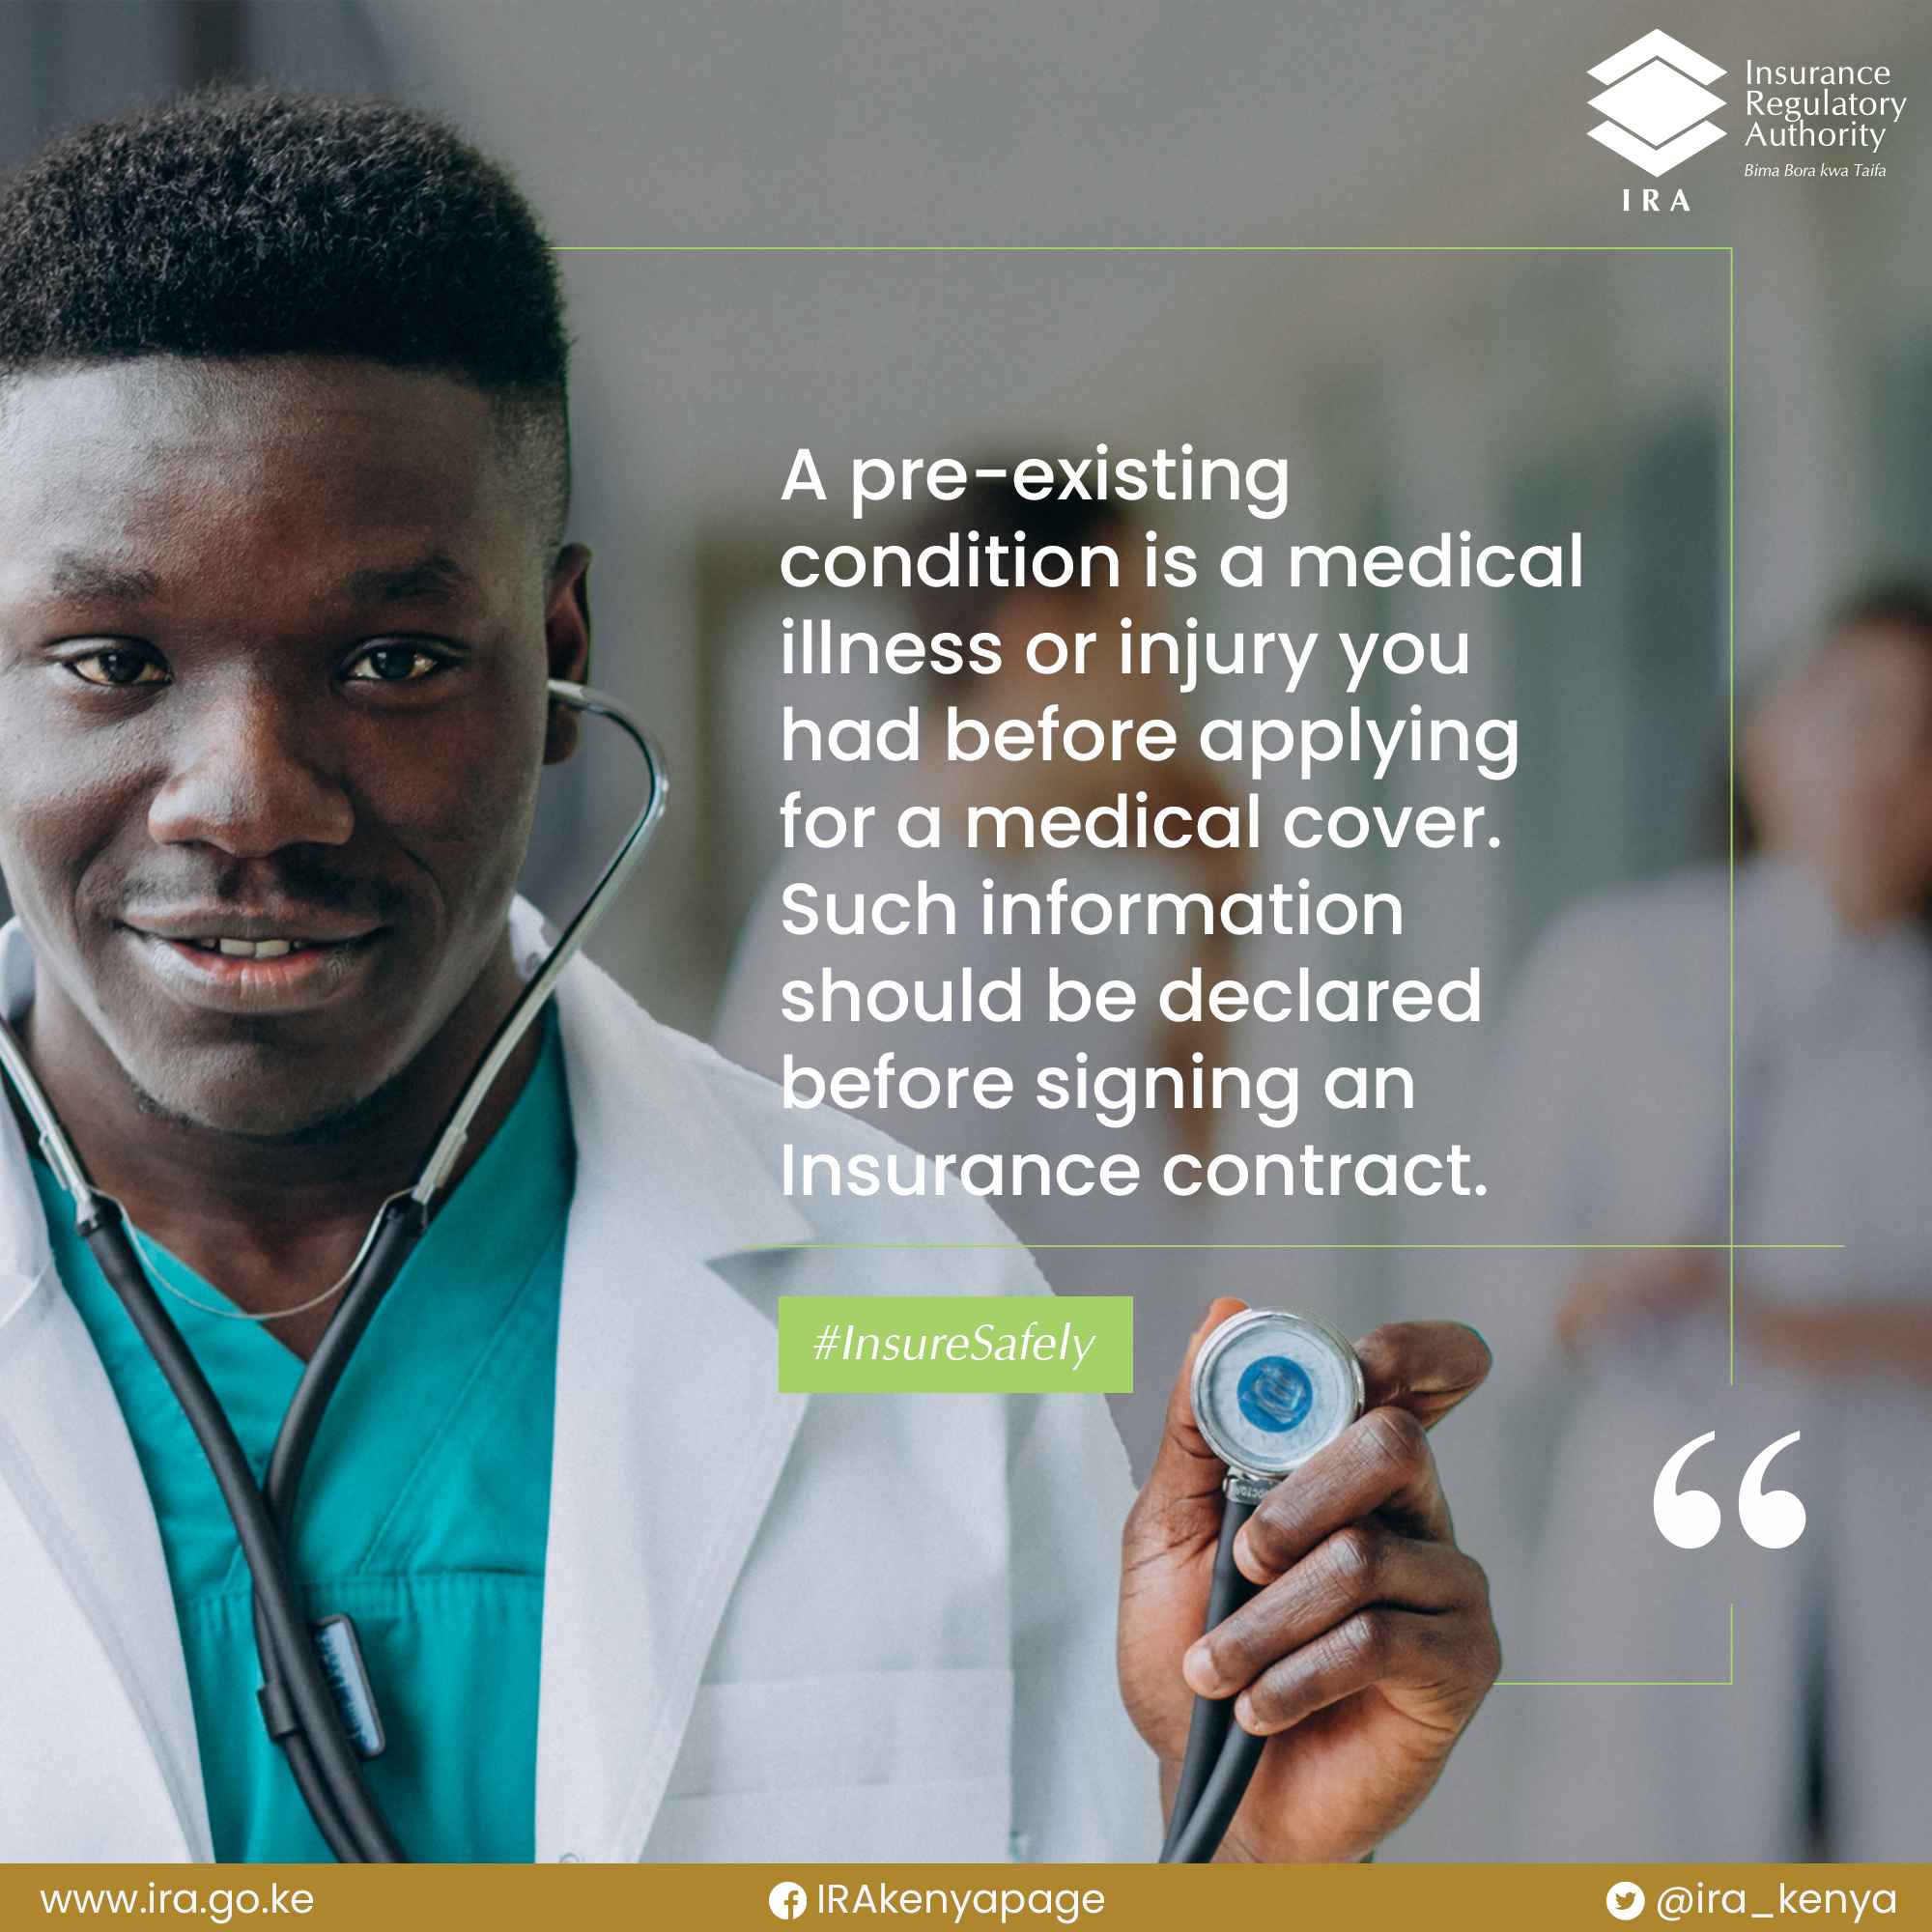 Insurance
Regulatory
Authority
Bima Bora kwa Taifa
IRA
A pre-existing
condition is a medical
illness or injury you
had before applying
for a medical cover.
Such information
should be declared
before signing an
Insurance contract.
#InsureSafely
“
www.ira.go.ke
IRAkenyapage
@ira_kenya